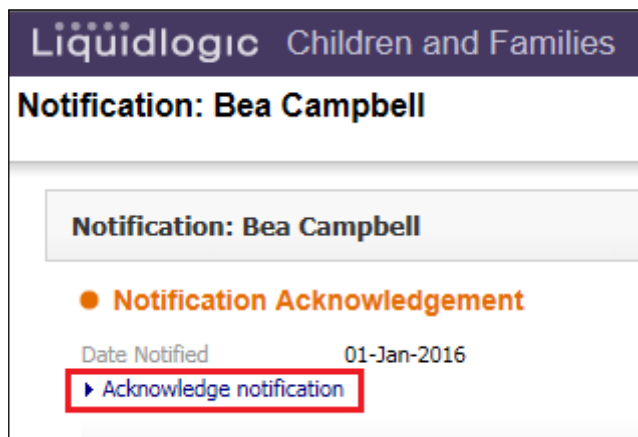 Liquidlogic Children and Families
Notification: Bea Campbell
Notification: Bea Campbell
Notification Acknowledgement
Date Notified 01-Jan-2016
Acknowledge notification